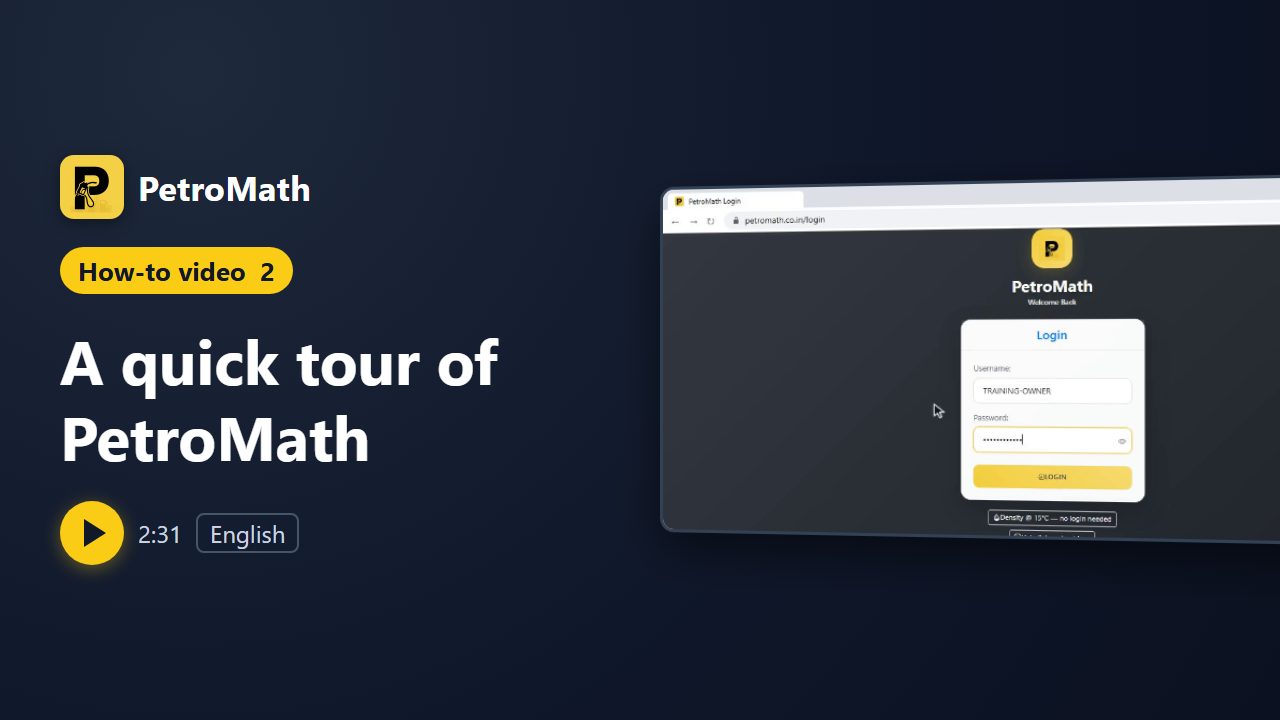 PetroMath
How-to video 2
A quick tour of
PetroMath
2:31
English
PetroMath Login
petromath.co.in/login
PetroMath
Welcome Back
Login
Username:
TRAINING-OWNER
Password:
LOGIN
Density @ 15°C — no login needed